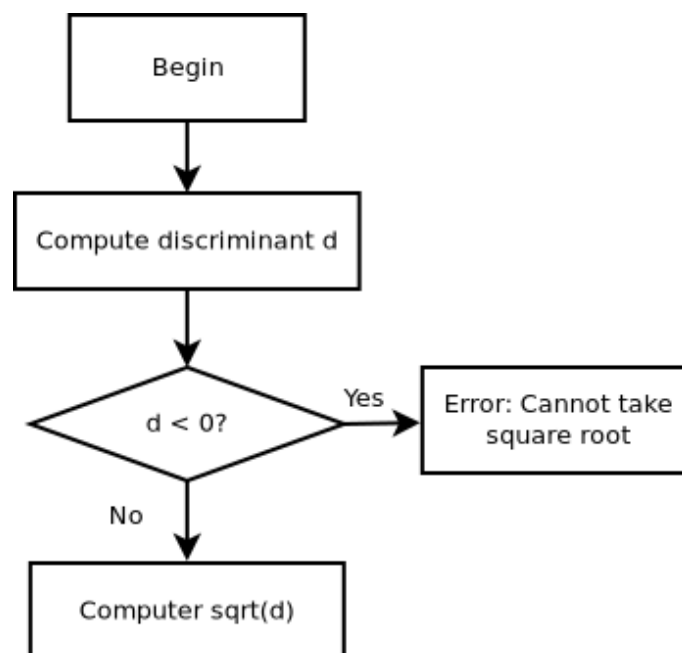 Begin
Compute discriminant d
d < 0?
Yes
Error: Cannot take
square root
No
Computer sqrt(d)